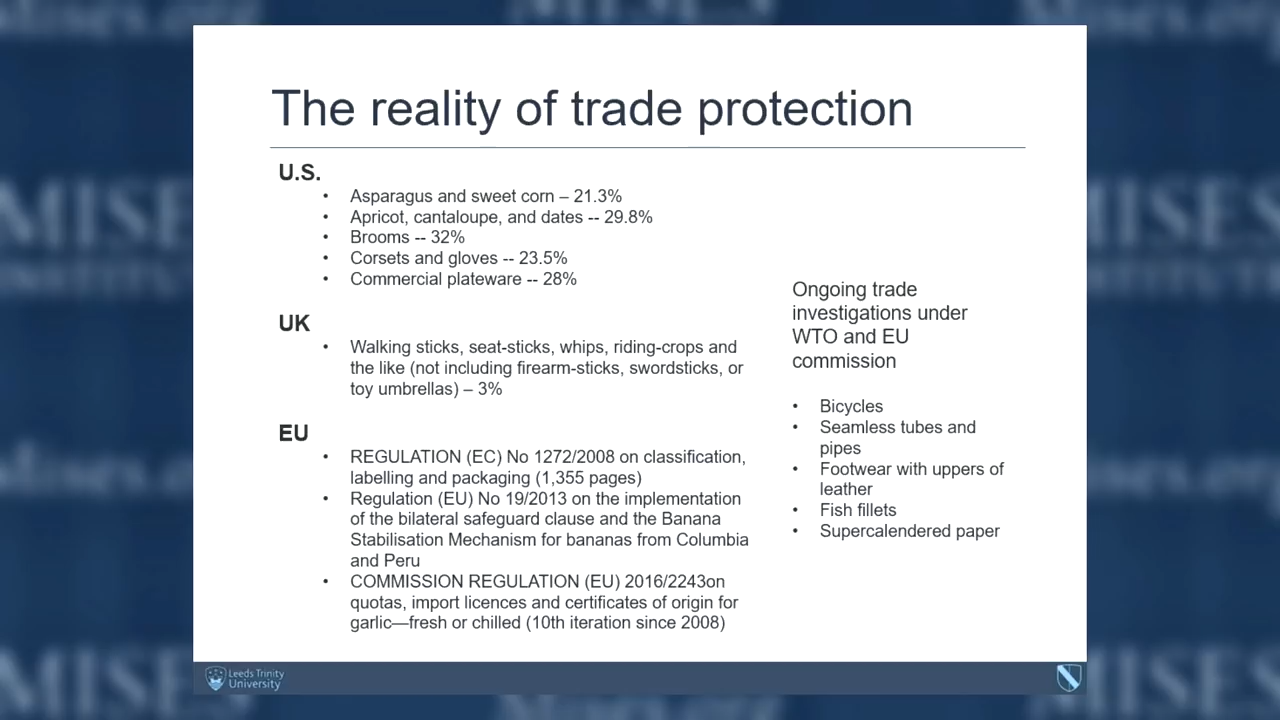 The reality of trade protection
U.S.
• Asparagus and sweet corn – 21.3%
• Apricot, cantaloupe, and dates -- 29.8%
• Brooms -- 32%
• Corsets and gloves -- 23.5%
• Commercial plateware -- 28%
UK
• Walking sticks, seat-sticks, whips, riding-crops and
the like (not including firearm-sticks, swordsticks, or
toy umbrellas) – 3%
EU
• REGULATION (EC) No 1272/2008 on classification,
labelling and packaging (1,355 pages)
• Regulation (EU) No 19/2013 on the implementation
of the bilateral safeguard clause and the Banana
Stabilisation Mechanism for bananas from Columbia
and Peru
• COMMISSION REGULATION (EU) 2016/2243on
quotas, import licences and certificates of origin for
garlic—fresh or chilled (10th iteration since 2008)
Ongoing trade
investigations under
WTO and EU
commission
• Bicycles
• Seamless tubes and
pipes
• Footwear with uppers of
leather
• Fish fillets
• Supercalendered paper
Leeds Trinity
University